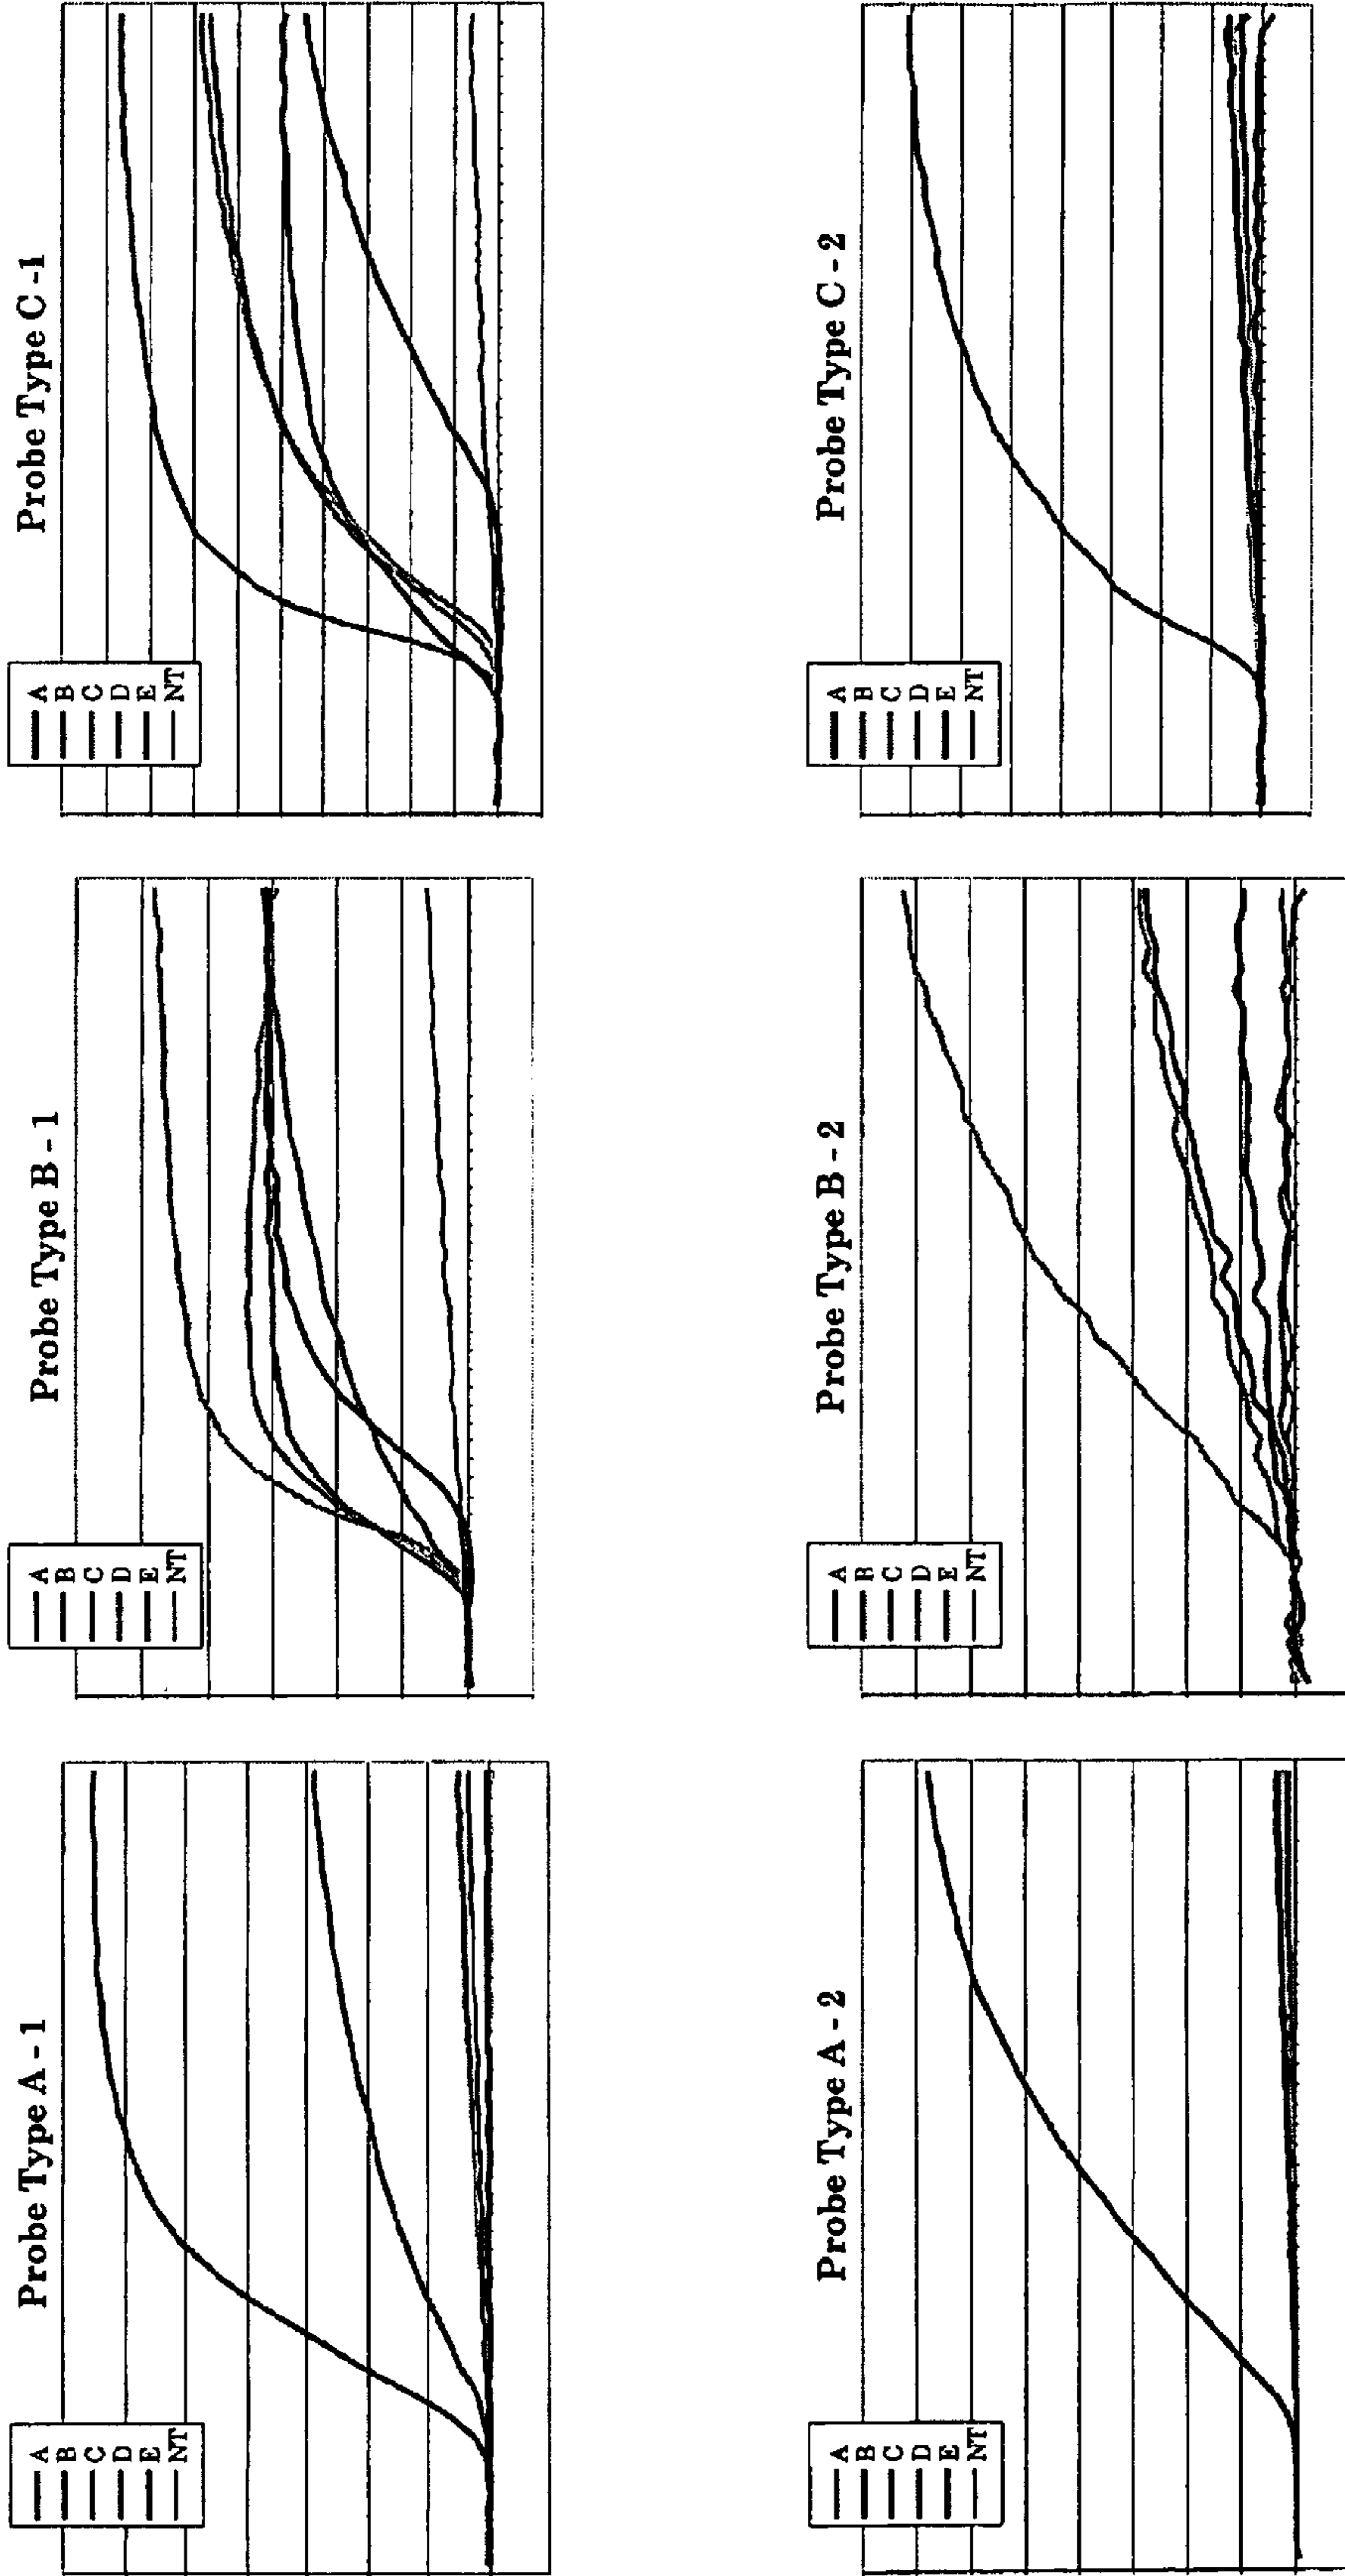 Probe Type A - 1
A
B
C
D
E
NT
Probe Type B - 1
A
B
C
D
E
NT
Probe Type C -1
A
B
C
D
E
NT
Probe Type A - 2
A
B
C
D
E
NT
Probe Type B - 2
A
B
C
D
E
NT
Probe Type C - 2
A
B
C
D
E
NT